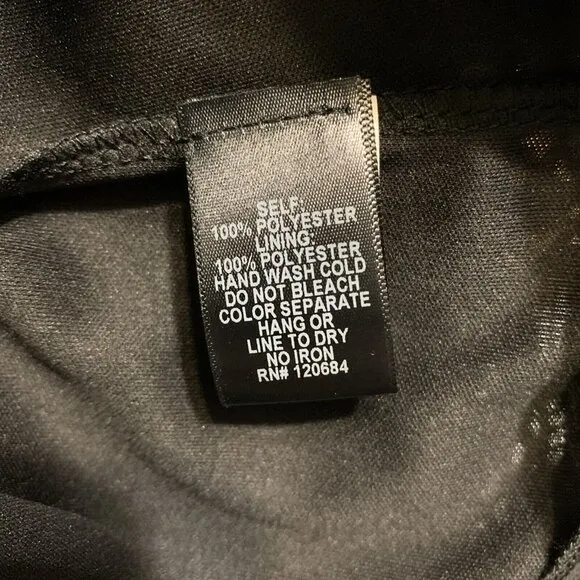 SELF:
100% POLYESTER
LINING:
100% POLYESTER
HAND WASH COLD
DO NOT BLEACH
COLOR SEPARATE
HANG OR
LINE TO DRY
NO IRON
RN# 120684